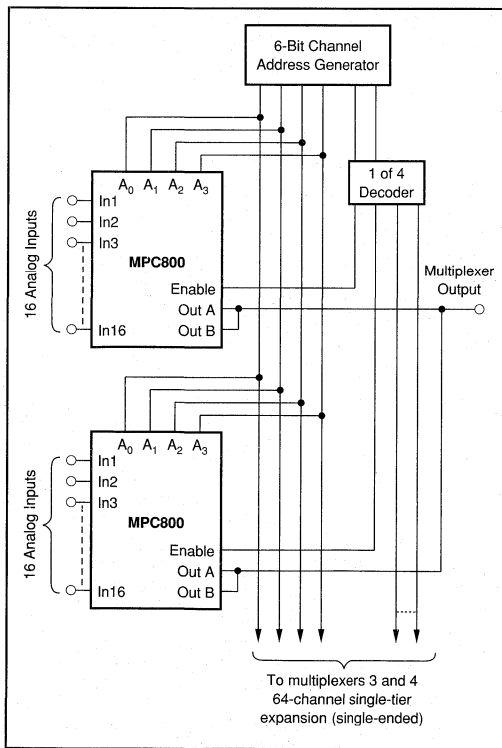 6-Bit Channel
Address Generator
A0 A1 A2 A3
1 of 4
Decoder
16 Analog Inputs
In1
In2
In3
MPC800
Enable
Out A
Out B
In16
Multiplexer
Output
A0 A1 A2 A3
16 Analog Inputs
In1
In2
In3
MPC800
Enable
Out A
Out B
In16
To multiplexers 3 and 4
64-channel single-tier
expansion (single-ended)